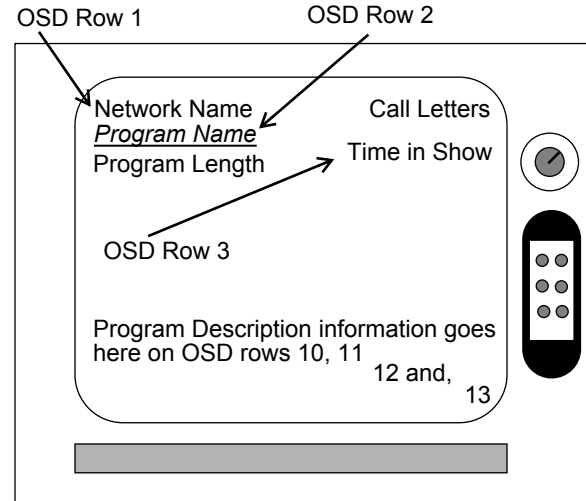 OSD Row 1
OSD Row 2
Network Name
Call Letters
Program Name
Program Length
Time in Show
OSD Row 3
Program Description information goes
here on OSD rows 10, 11
12 and,
13